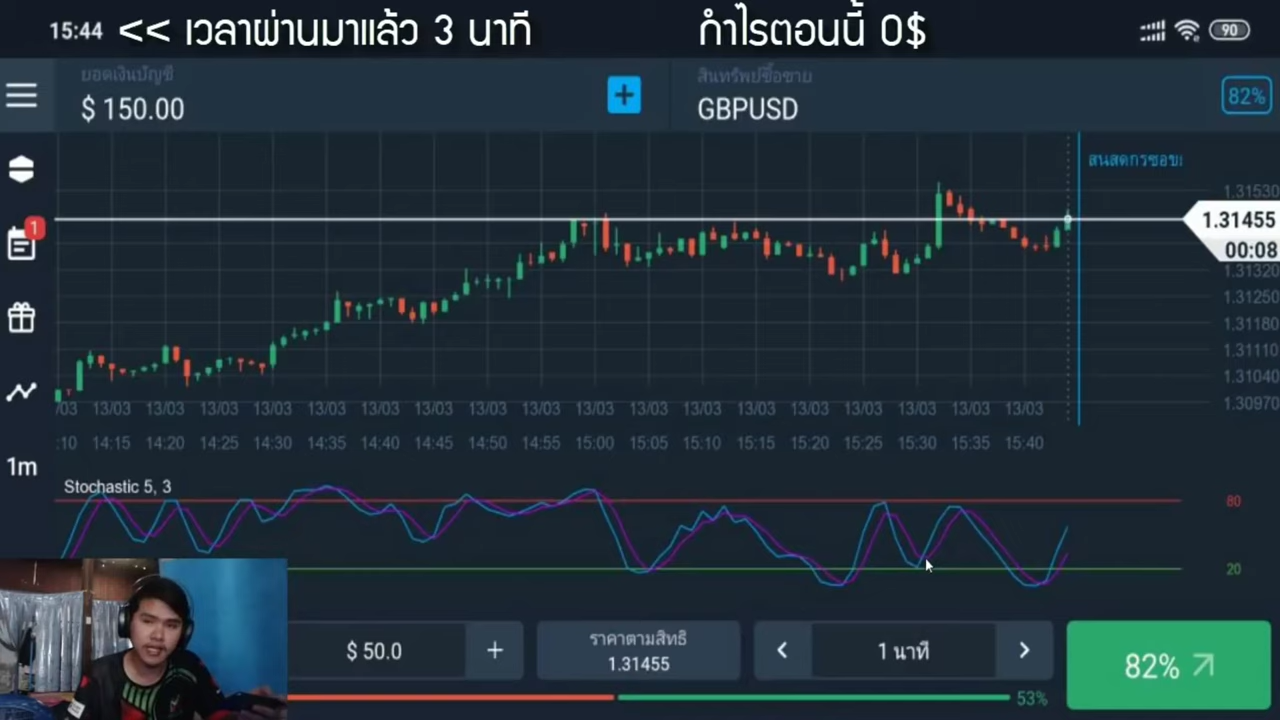 15:44 << เวลาผ่านมาแล้ว 3 นาที กำไรตอนนี้ 0$ 90
ยอดเงินบัญชี สินทรัพย์ซื้อขาย
$ 150.00 + GBPUSD 82%
1.31530
1.31455
1
00:08
1.31320
1.31250
1.31180
1.31110
1.31040
1.30970
/03 13/03 13/03 13/03 13/03 13/03 13/03 13/03 13/03 13/03 13/03 13/03 13/03 13/03 13/03 13/03 13/03 13/03 13/03
:10 14:15 14:20 14:25 14:30 14:35 14:40 14:45 14:50 14:55 15:00 15:05 15:10 15:15 15:20 15:25 15:30 15:35 15:40
1m
Stochastic 5, 3
80
20
$ 50.0 + ราคาตามสิทธิ < 1 นาที > 82%
1.31455
53%